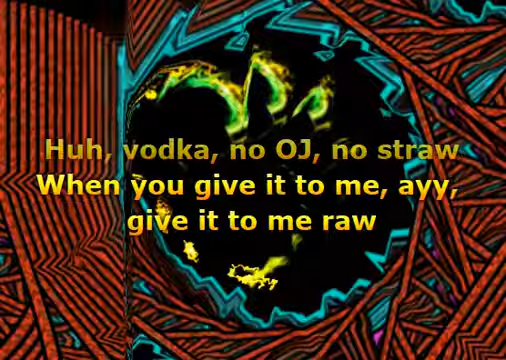 Huh, vodka, no OJ, no straw
When you give it to me, ayy,
give it to me raw